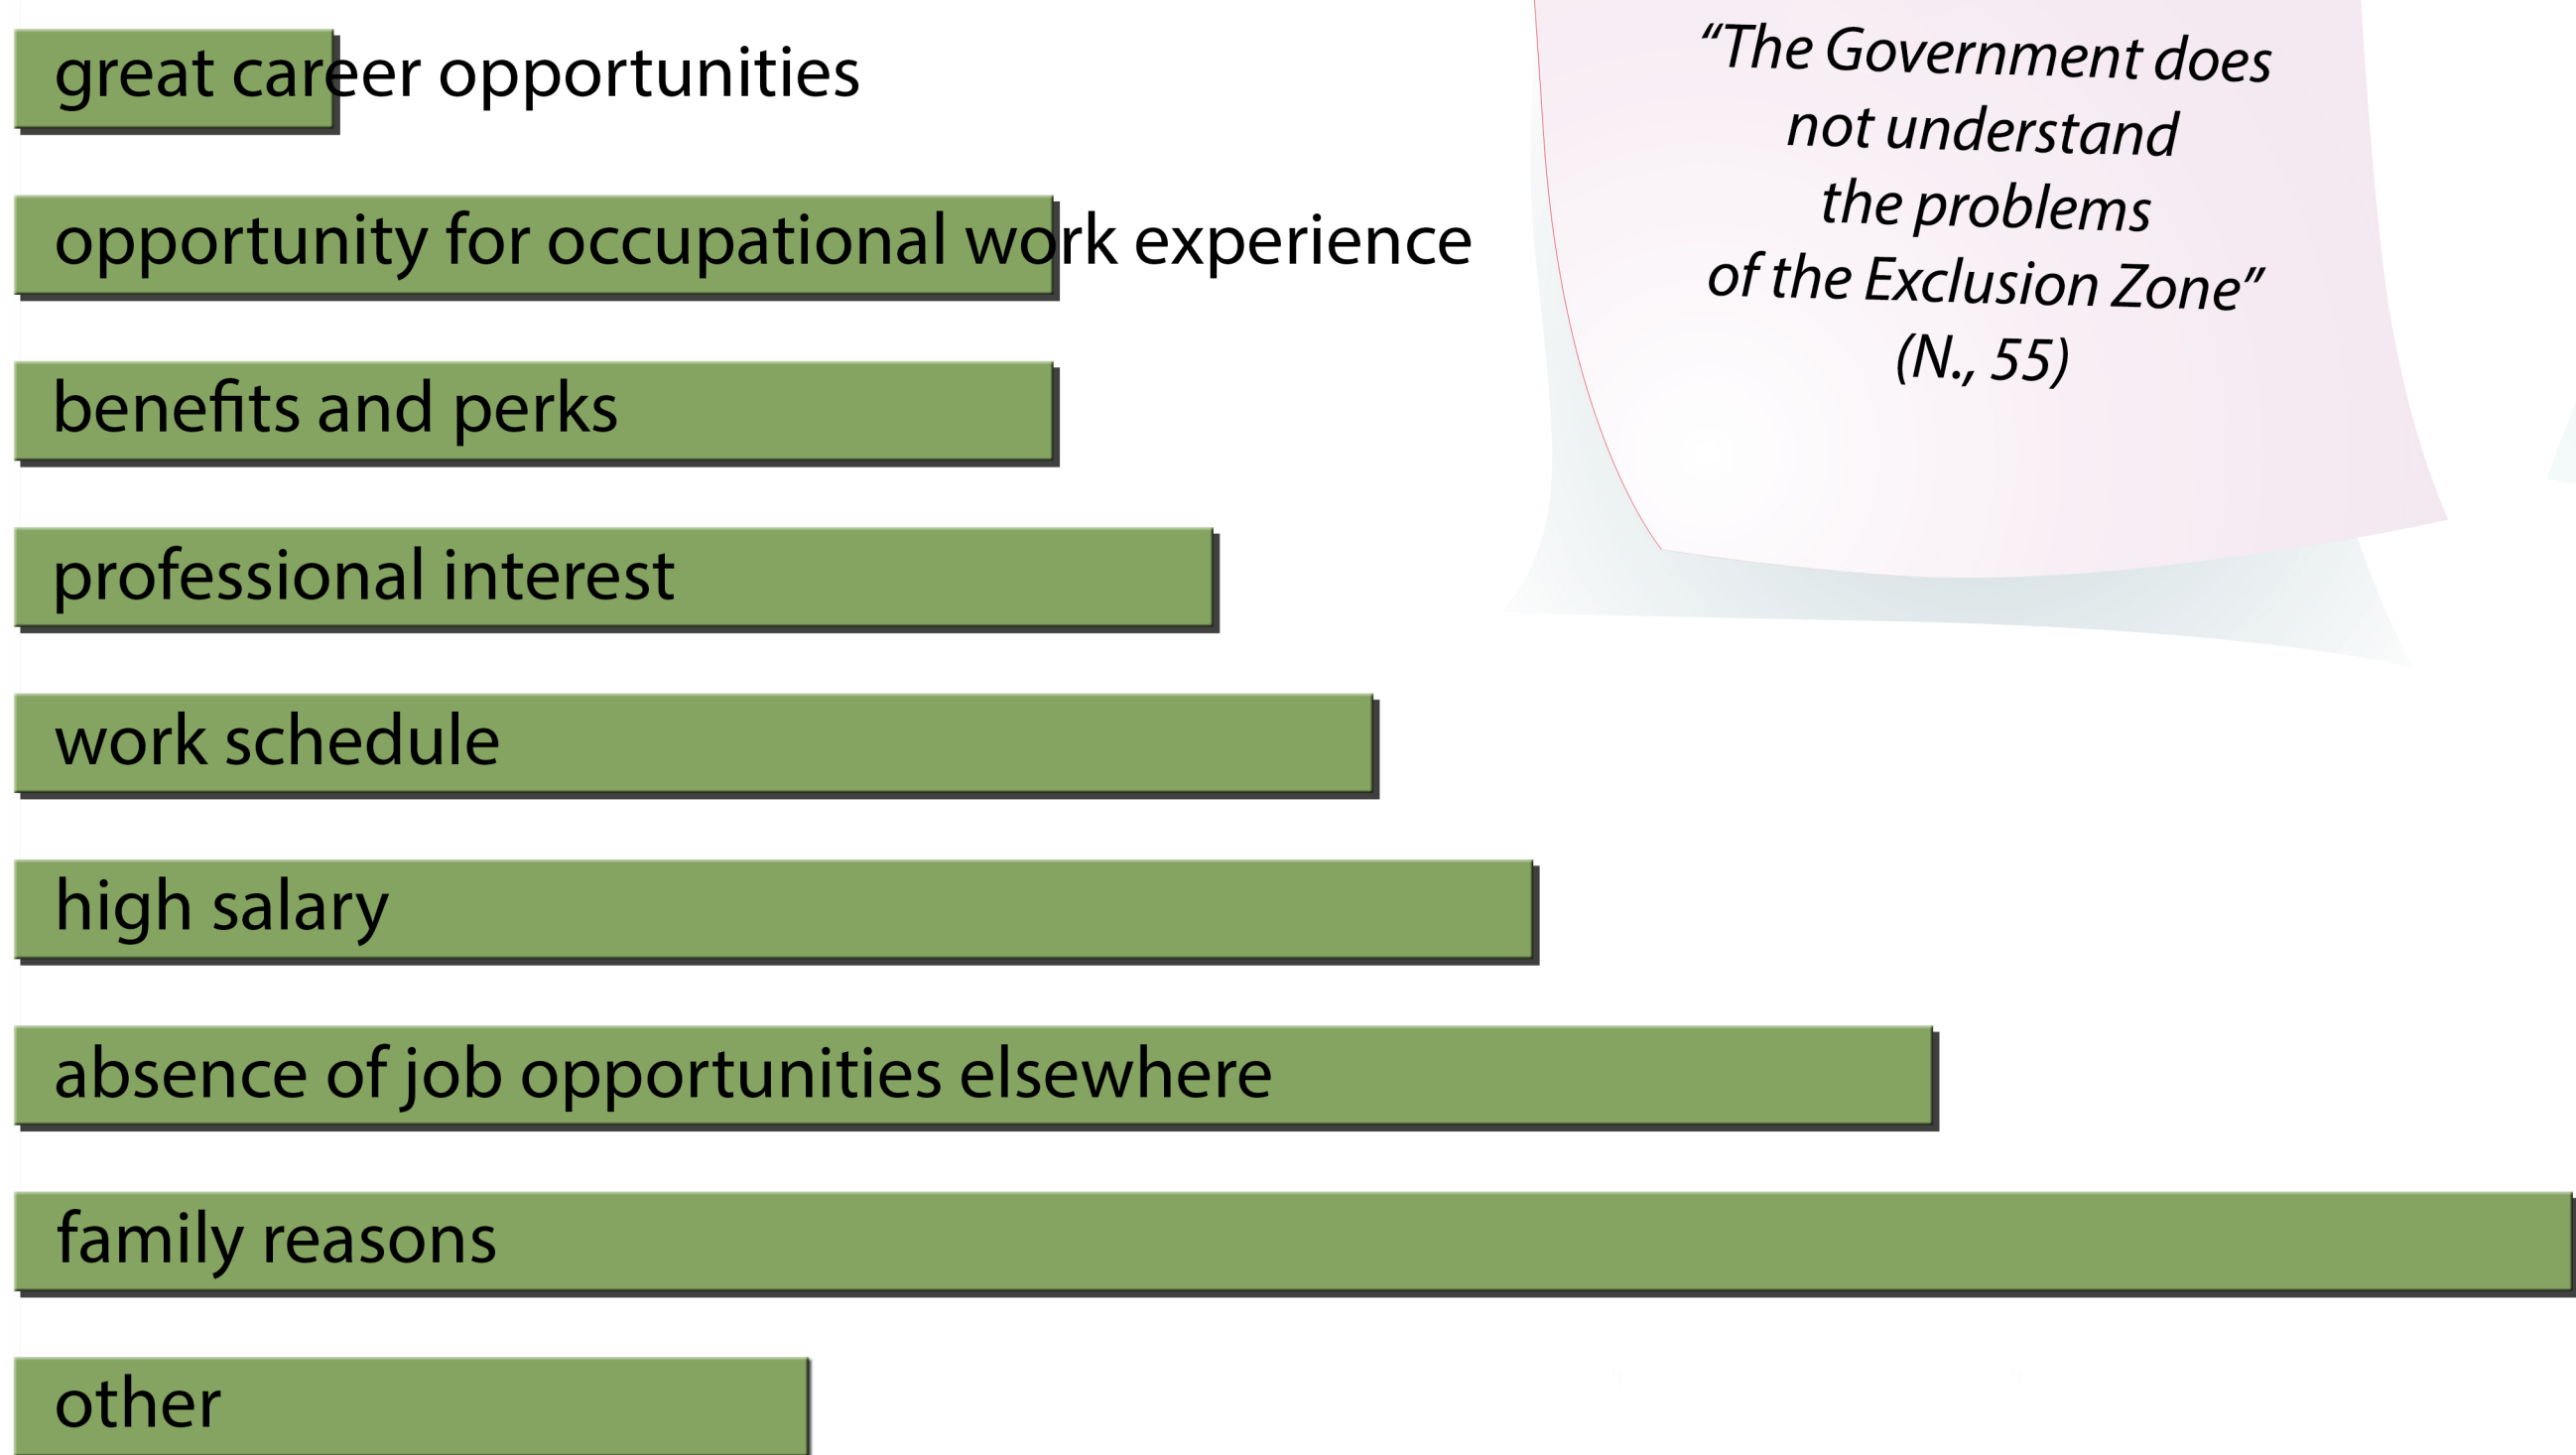 great career opportunities
opportunity for occupational work experience
benefits and perks
professional interest
work schedule
high salary
absence of job opportunities elsewhere
family reasons
other
“The Government does
not understand
the problems
of the Exclusion Zone”
(N., 55)